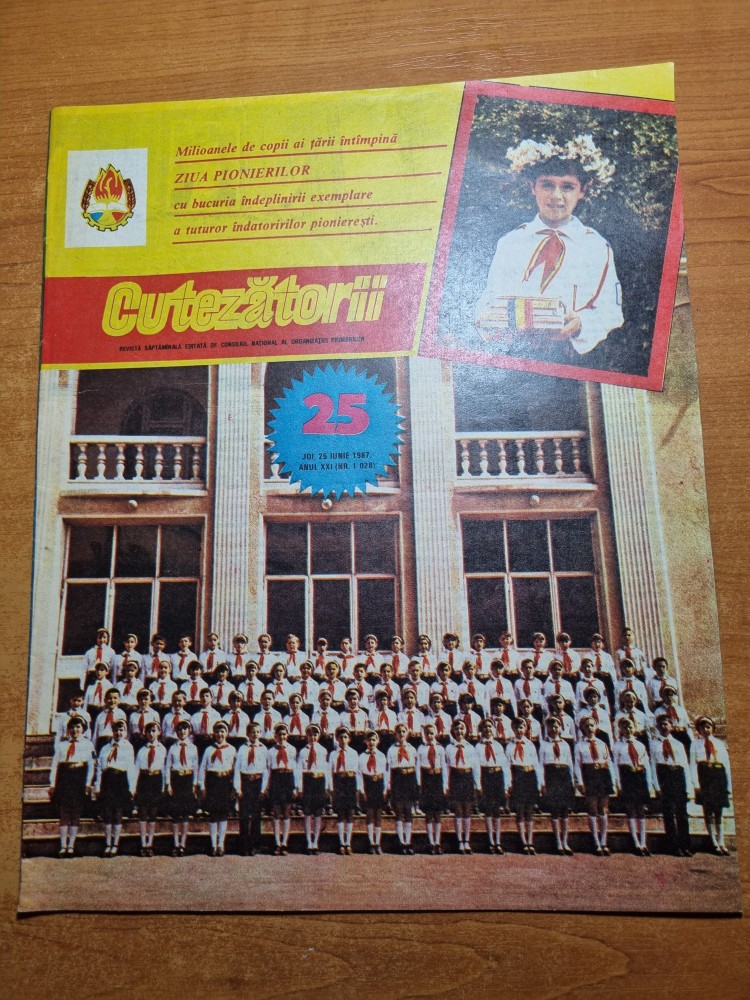 Milioanele de copii ai țării întîmpină
ZIUA PIONIERILOR
cu bucuria îndeplinirii exemplare
a tuturor îndatoririlor pionierești.
Cutezătorii
REVISTĂ SĂPTĂMÎNALĂ EDITATĂ DE CONSILIUL NAȚIONAL AL ORGANIZAȚIEI PIONIERILOR
25
JOI, 25 IUNIE 1987,
ANUL XXI (NR. 1 028)